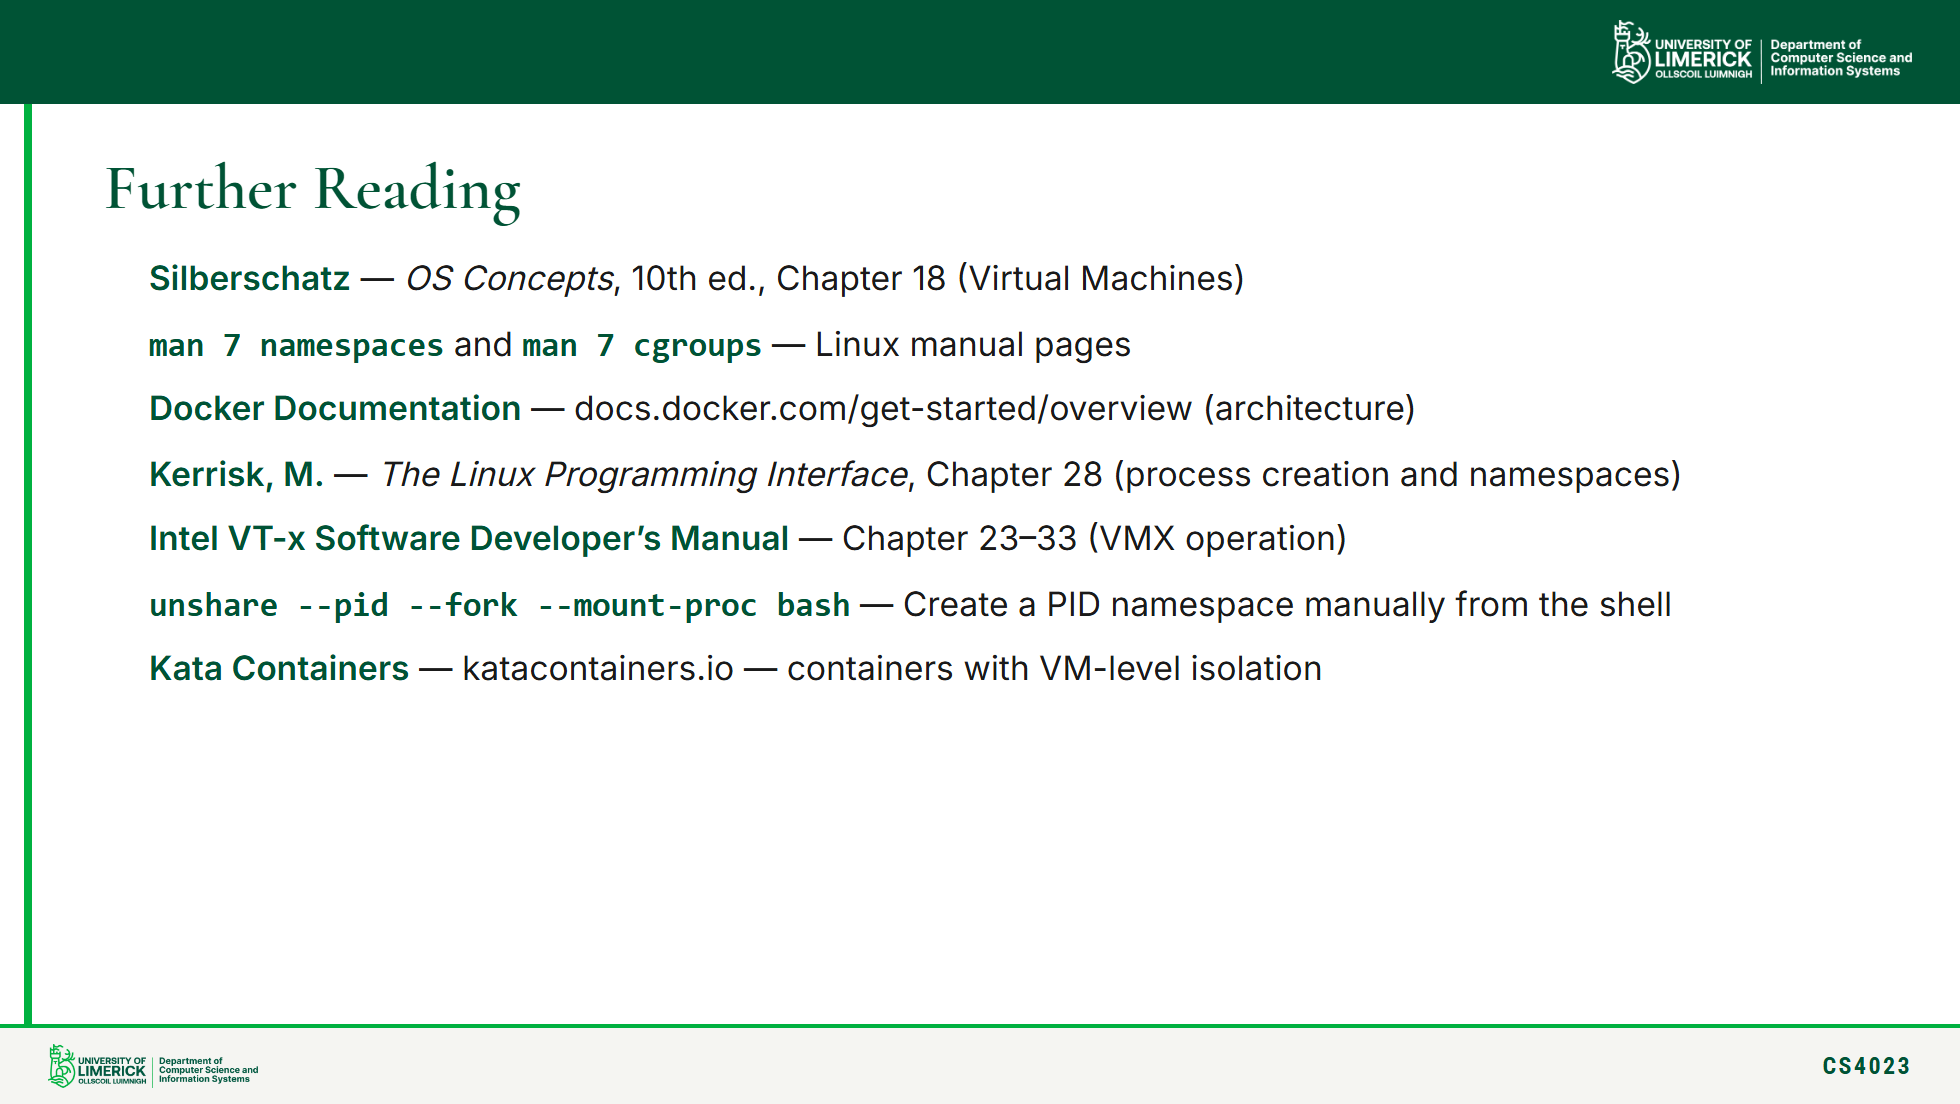 UNIVERSITY OF
LIMERICK
OLLSCOIL LUIMNIGH
Department of
Computer Science and
Information Systems
Further Reading
Silberschatz — OS Concepts, 10th ed., Chapter 18 (Virtual Machines)
man 7 namespaces and man 7 cgroups — Linux manual pages
Docker Documentation — docs.docker.com/get-started/overview (architecture)
Kerrisk, M. — The Linux Programming Interface, Chapter 28 (process creation and namespaces)
Intel VT-x Software Developer’s Manual — Chapter 23–33 (VMX operation)
unshare --pid --fork --mount-proc bash — Create a PID namespace manually from the shell
Kata Containers — katacontainers.io — containers with VM-level isolation
UNIVERSITY OF
LIMERICK
OLLSCOIL LUIMNIGH
Department of
Computer Science and
Information Systems
CS4023